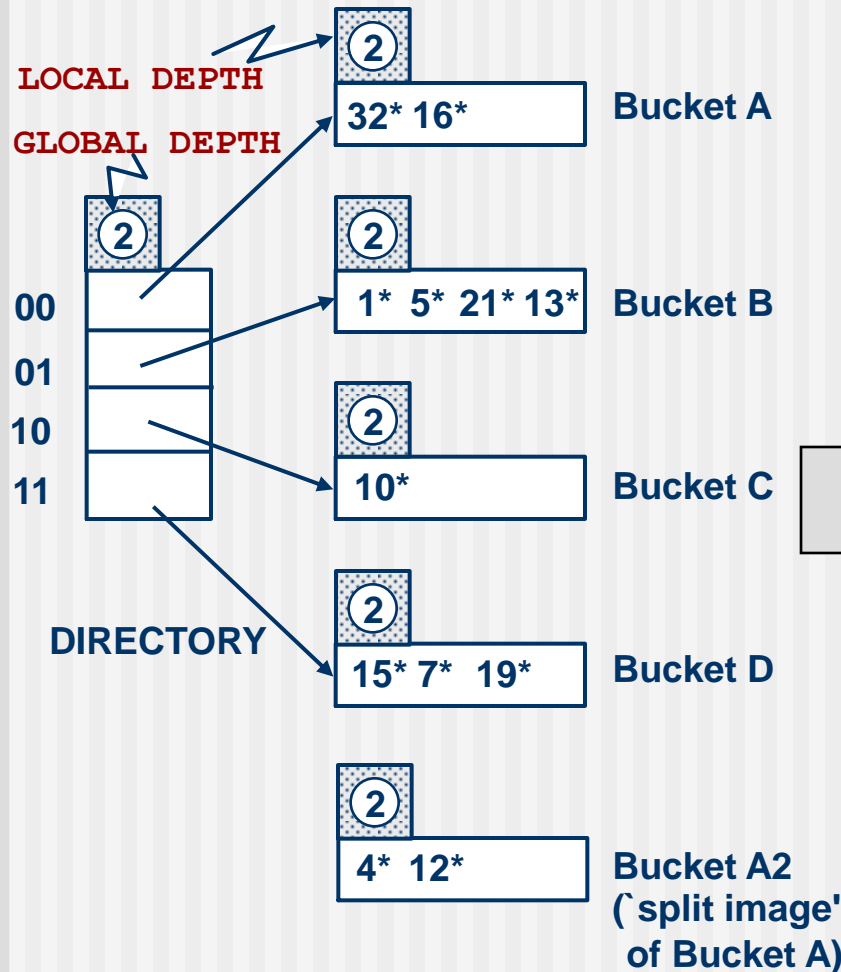 LOCAL DEPTH
GLOBAL DEPTH
2
2
32* 16*
Bucket A
00
01
10
11
DIRECTORY
2
1* 5* 21* 13*
Bucket B
2
10*
Bucket C
2
15* 7* 19*
Bucket D
2
4* 12*
Bucket A2
(`split image'
of Bucket A)